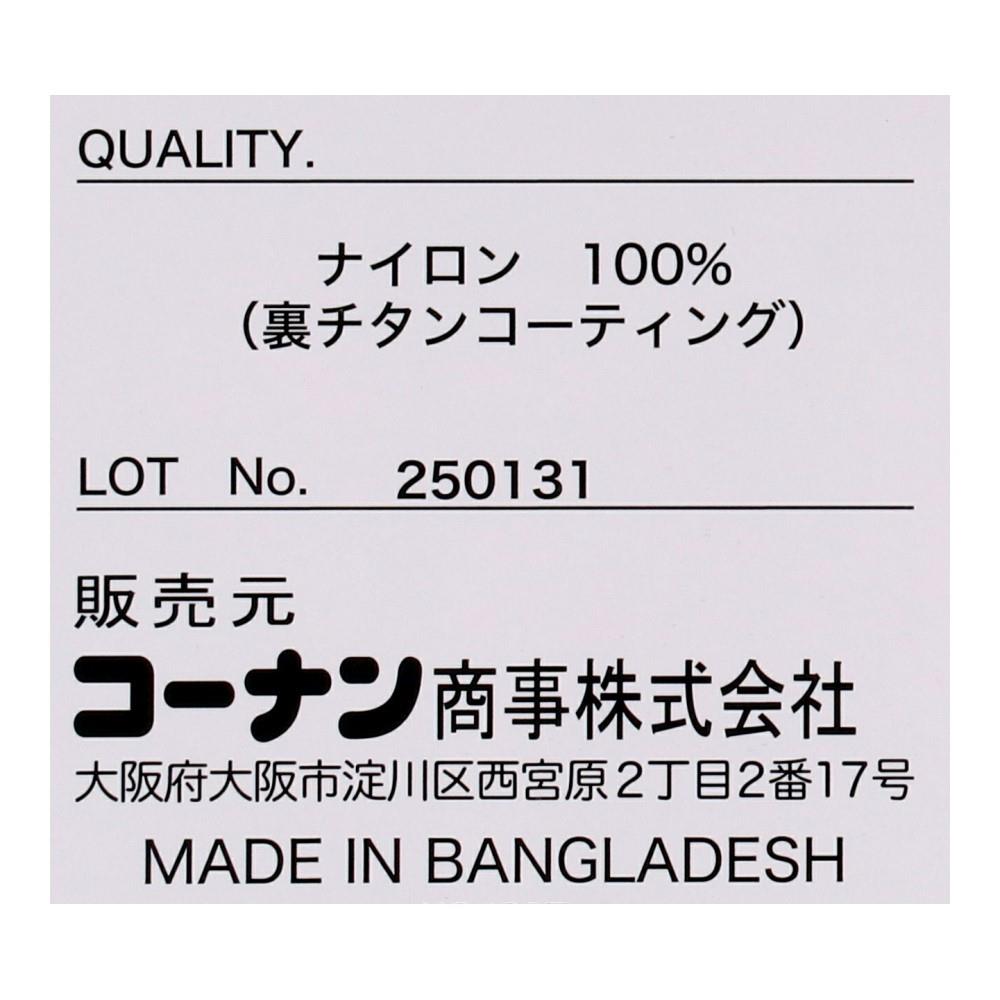 QUALITY.
ナイロン　100%
(裏チタンコーティング)
LOT　No.　250131
販売元
コーナン商事株式会社
大阪府大阪市淀川区西宮原2丁目2番17号
MADE IN BANGLADESH